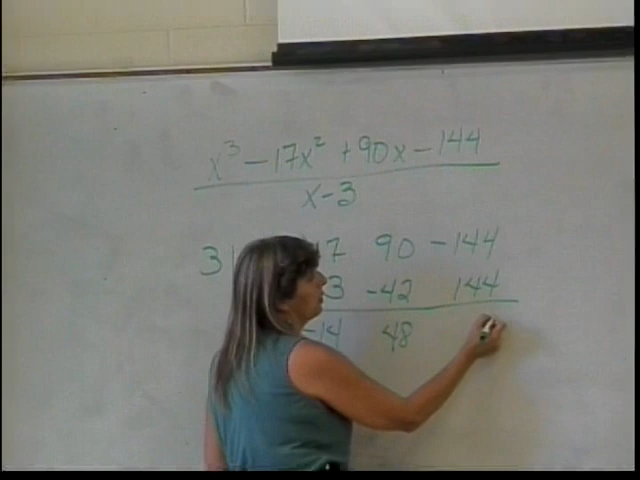 x³ - 17x² + 90x - 144
x - 3
3 7 90 -144
3 -42 144
-14 48